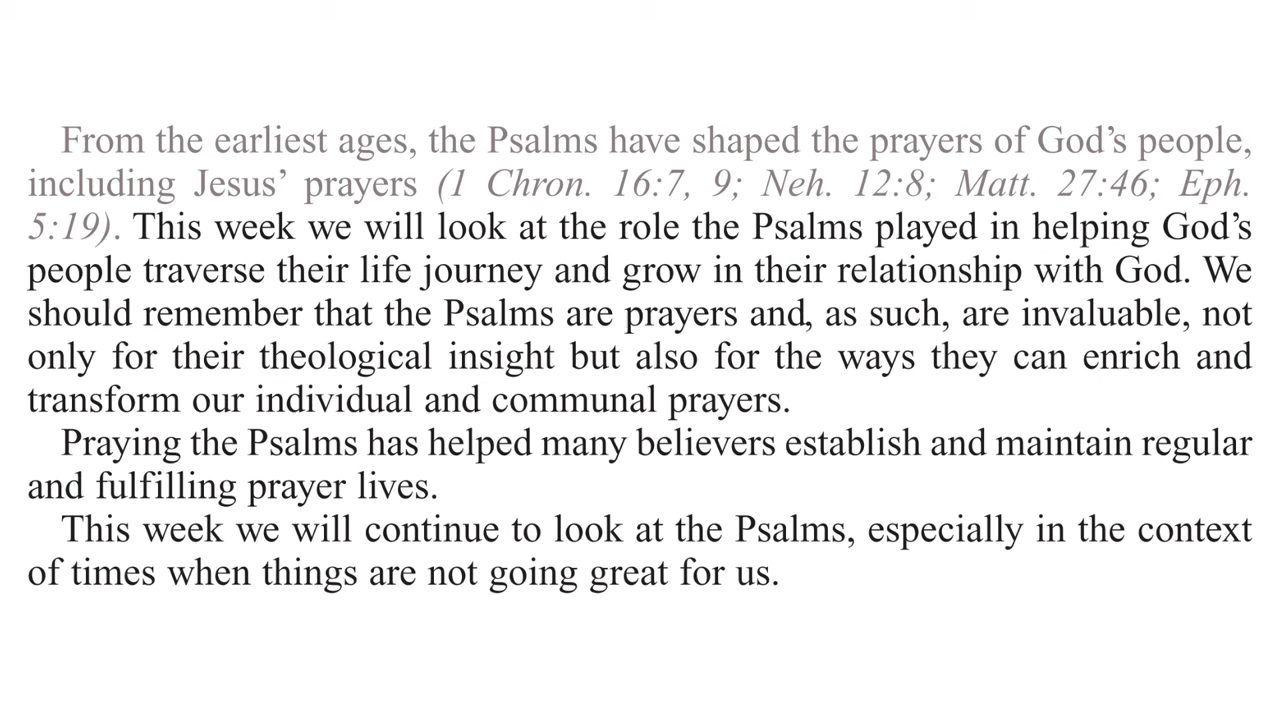 From the earliest ages, the Psalms have shaped the prayers of God’s people,
including Jesus’ prayers (1 Chron. 16:7, 9; Neh. 12:8; Matt. 27:46; Eph.
5:19). This week we will look at the role the Psalms played in helping God’s
people traverse their life journey and grow in their relationship with God. We
should remember that the Psalms are prayers and, as such, are invaluable, not
only for their theological insight but also for the ways they can enrich and
transform our individual and communal prayers.
Praying the Psalms has helped many believers establish and maintain regular
and fulfilling prayer lives.
This week we will continue to look at the Psalms, especially in the context
of times when things are not going great for us.